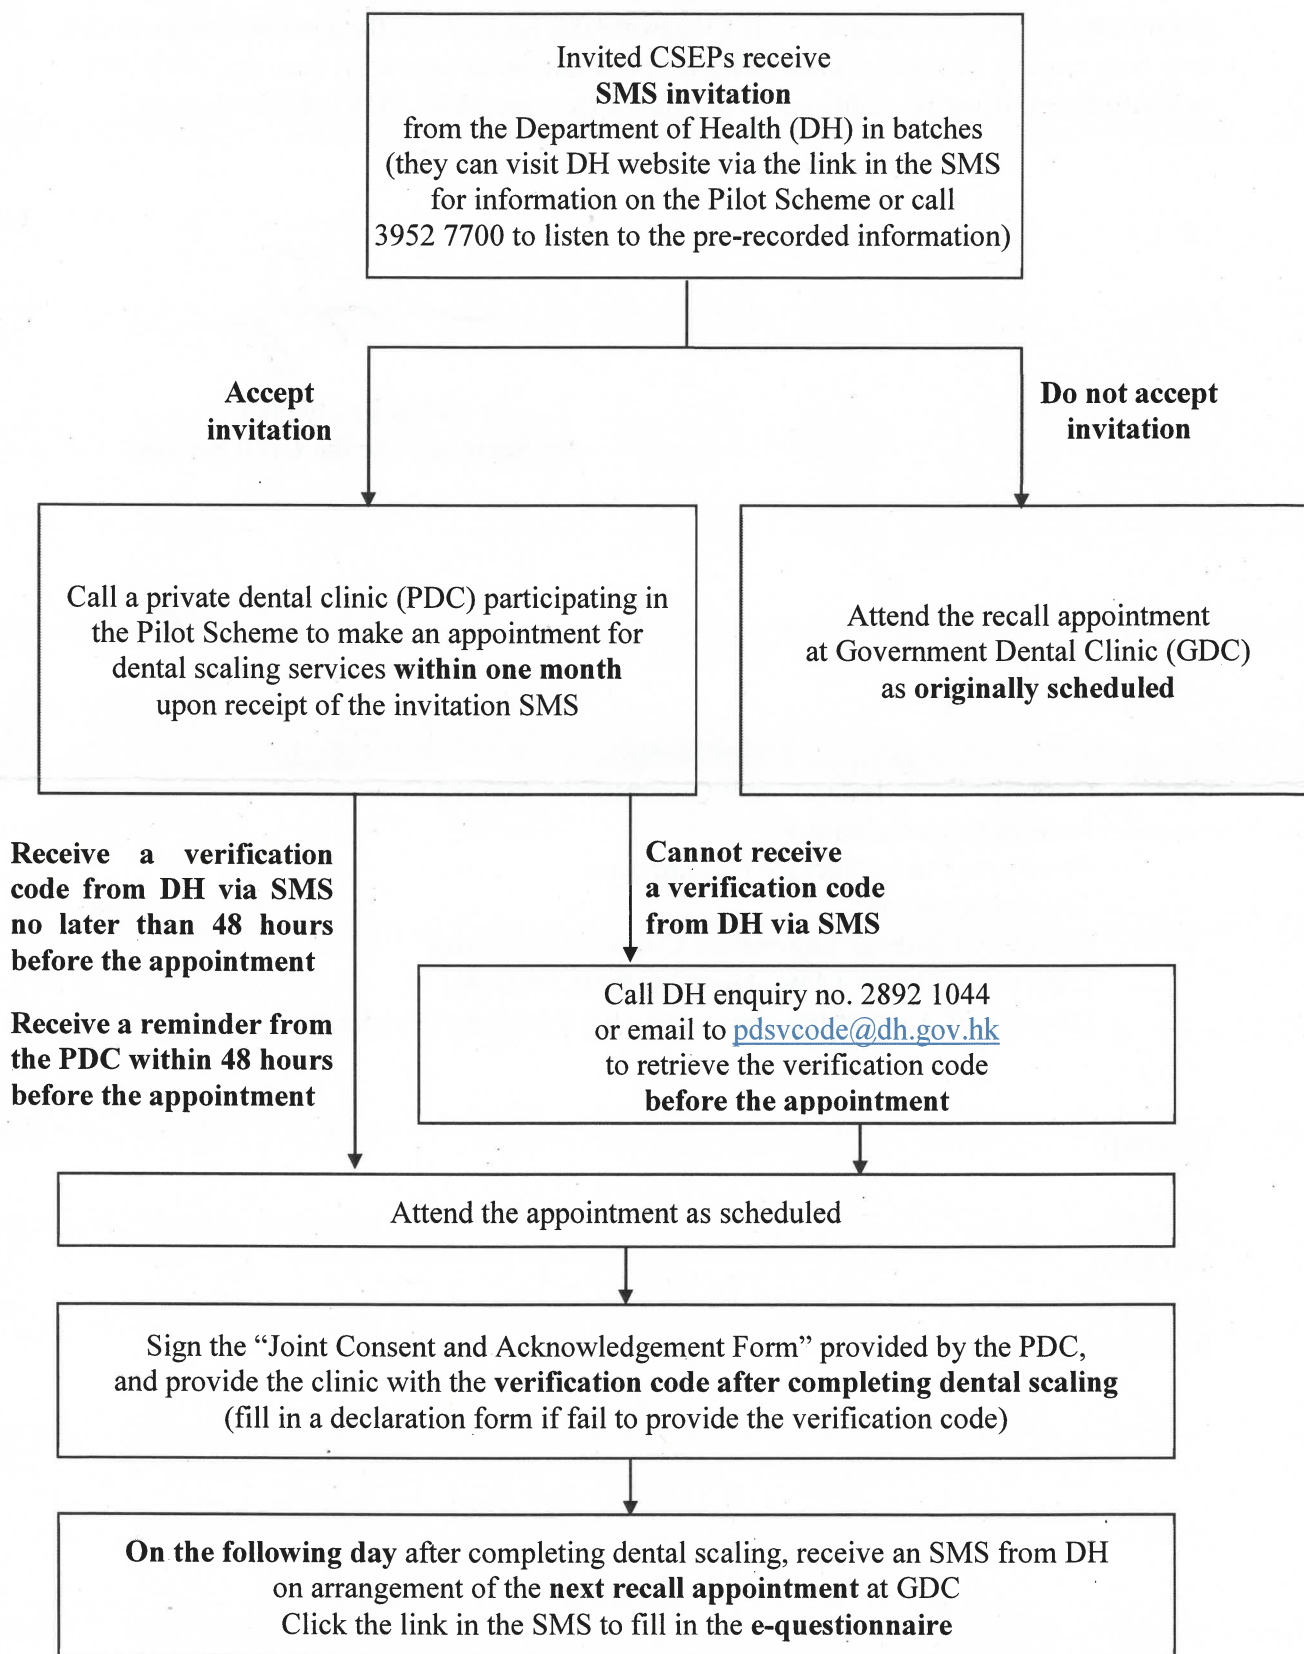 Invited CSEPs receive
SMS invitation
from the Department of Health (DH) in batches
(they can visit DH website via the link in the SMS
for information on the Pilot Scheme or call
3952 7700 to listen to the pre-recorded information)
Accept
invitation
Do not accept
invitation
Call a private dental clinic (PDC) participating in
the Pilot Scheme to make an appointment for
dental scaling services within one month
upon receipt of the invitation SMS
Attend the recall appointment
at Government Dental Clinic (GDC)
as originally scheduled
Receive a verification
code from DH via SMS
no later than 48 hours
before the appointment
Receive a reminder from
the PDC within 48 hours
before the appointment
Cannot receive
a verification code
from DH via SMS
Call DH enquiry no. 2892 1044
or email to pdsvcode@dh.gov.hk
to retrieve the verification code
before the appointment
Attend the appointment as scheduled
Sign the “Joint Consent and Acknowledgement Form” provided by the PDC,
and provide the clinic with the verification code after completing dental scaling
(fill in a declaration form if fail to provide the verification code)
On the following day after completing dental scaling, receive an SMS from DH
on arrangement of the next recall appointment at GDC
Click the link in the SMS to fill in the e-questionnaire